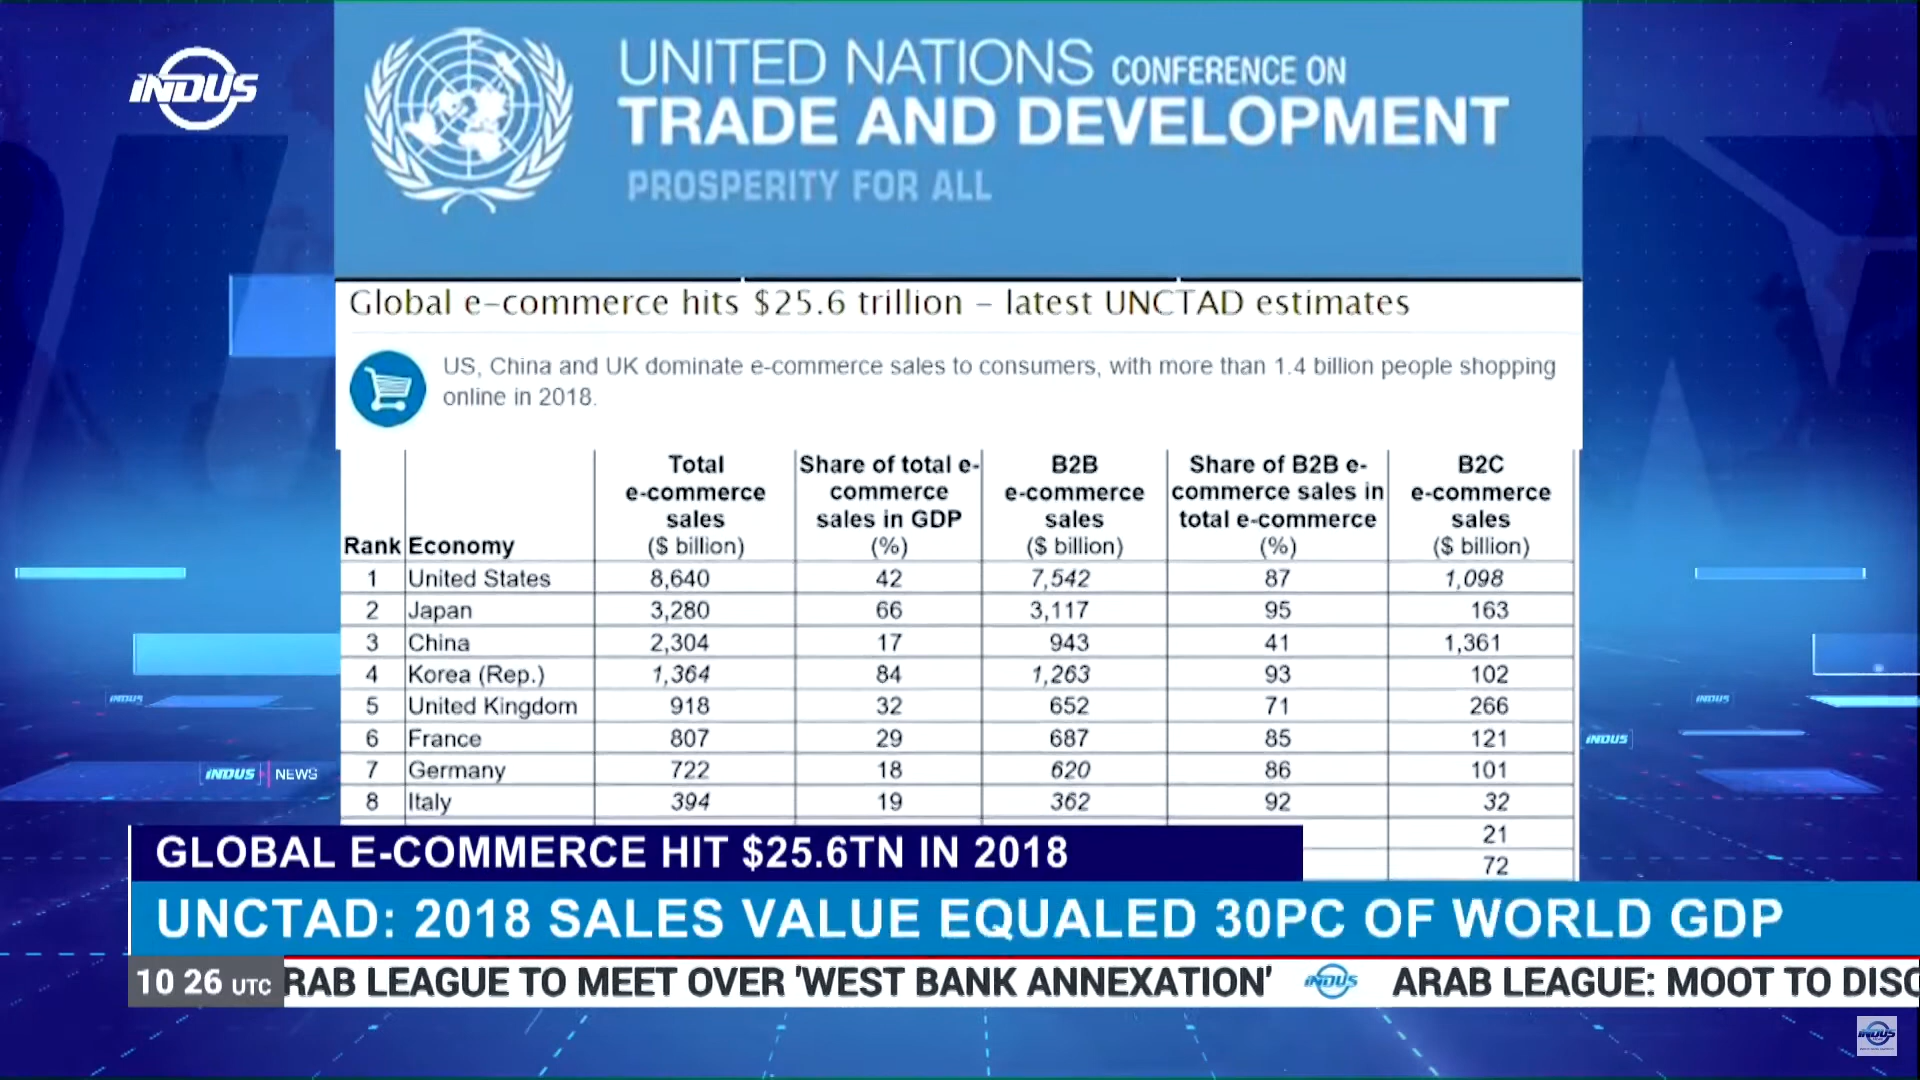 INDUS
UNITED NATIONS CONFERENCE ON
TRADE AND DEVELOPMENT
PROSPERITY FOR ALL
Global e-commerce hits $25.6 trillion – latest UNCTAD estimates
US, China and UK dominate e-commerce sales to consumers, with more than 1.4 billion people shopping
online in 2018.
Rank Economy Total e-commerce sales ($ billion) Share of total e-commerce sales in GDP (%) B2B e-commerce sales ($ billion) Share of B2B e-commerce sales in total e-commerce (%) B2C e-commerce sales ($ billion)
1 United States 8,640 42 7,542 87 1,098
2 Japan 3,280 66 3,117 95 163
3 China 2,304 17 943 41 1,361
4 Korea (Rep.) 1,364 84 1,263 93 102
5 United Kingdom 918 32 652 71 266
6 France 807 29 687 85 121
7 Germany 722 18 620 86 101
8 Italy 394 19 362 92 32
21
72
INDUS
INDUS
INDUS
INDUS NEWS
GLOBAL E-COMMERCE HIT $25.6TN IN 2018
UNCTAD: 2018 SALES VALUE EQUALED 30PC OF WORLD GDP
10 26 UTC RAB LEAGUE TO MEET OVER 'WEST BANK ANNEXATION' INDUS ARAB LEAGUE: MOOT TO DISC
INDUS